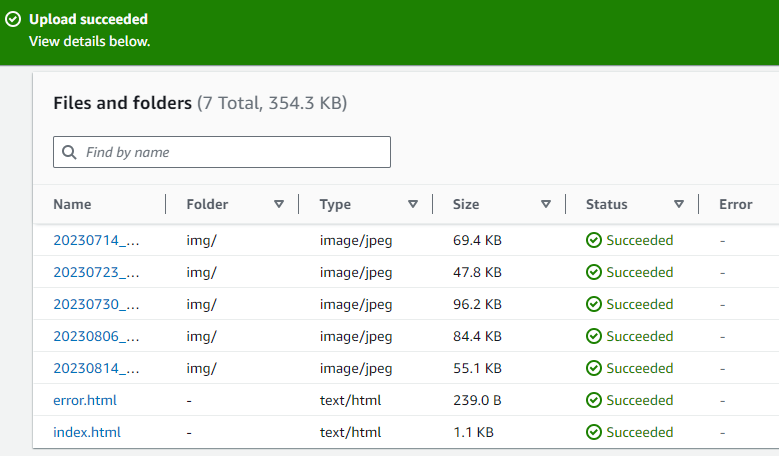 Upload succeeded
View details below.
Files and folders (7 Total, 354.3 KB)
Find by name
Name Folder Type Size Status Error
20230714_... img/ image/jpeg 69.4 KB Succeeded -
20230723_... img/ image/jpeg 47.8 KB Succeeded -
20230730_... img/ image/jpeg 96.2 KB Succeeded -
20230806_... img/ image/jpeg 84.4 KB Succeeded -
20230814_... img/ image/jpeg 55.1 KB Succeeded -
error.html - text/html 239.0 B Succeeded -
index.html - text/html 1.1 KB Succeeded -